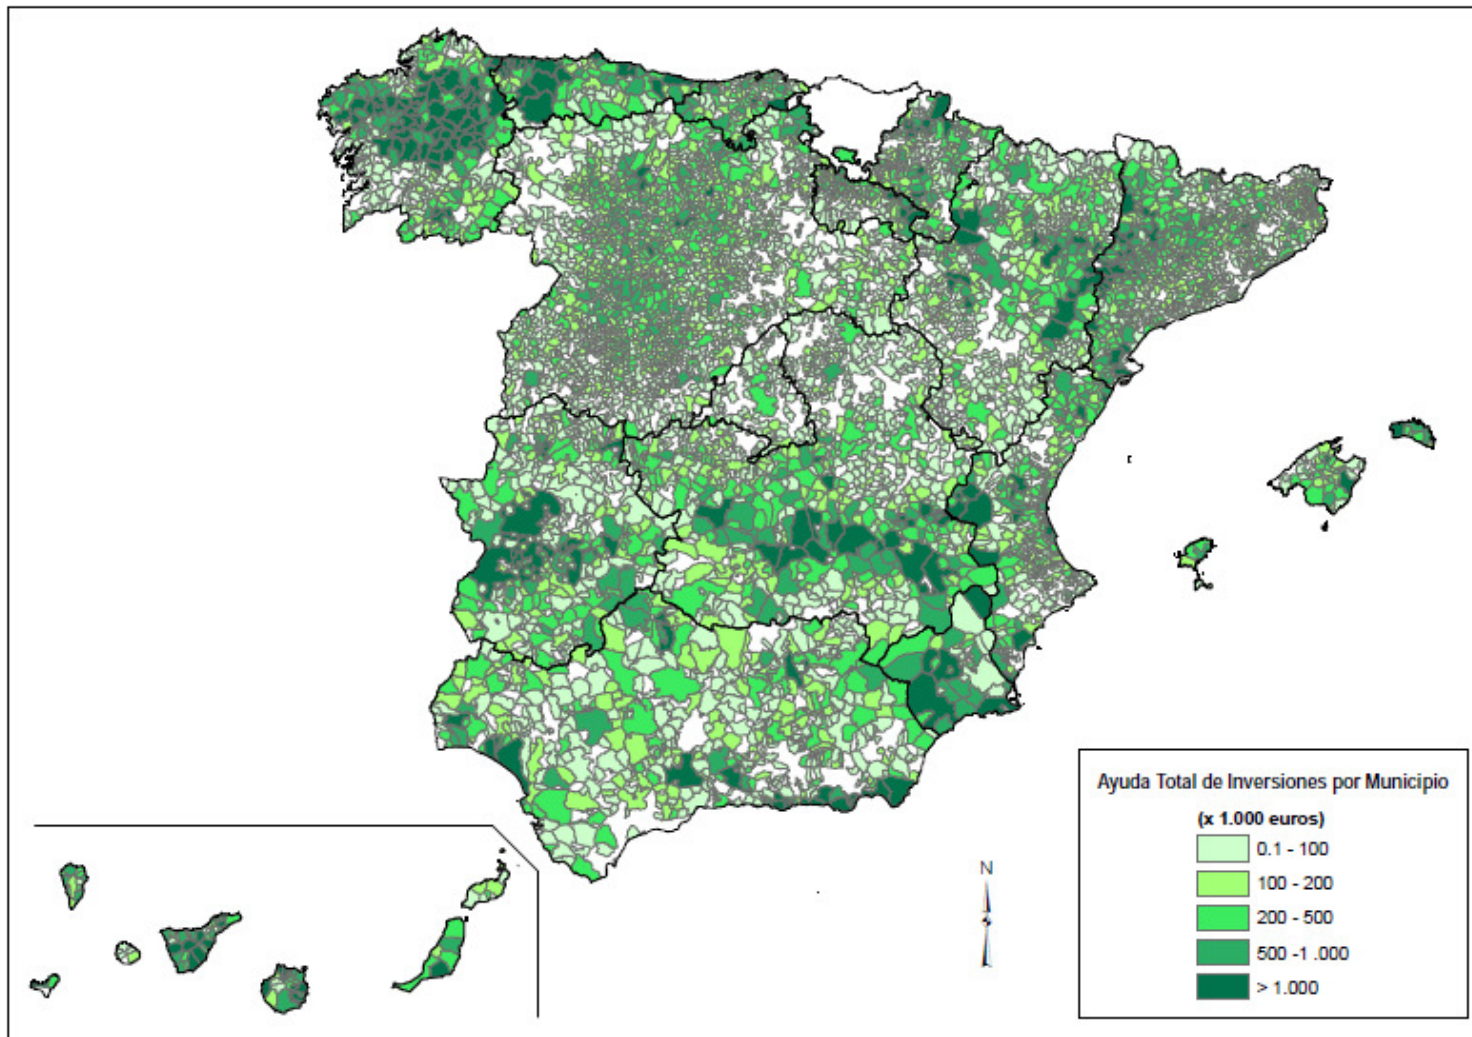 Ayuda Total de Inversiones por Municipio
(x 1.000 euros)
0.1 - 100
100 - 200
200 - 500
500 -1 .000
> 1.000
N